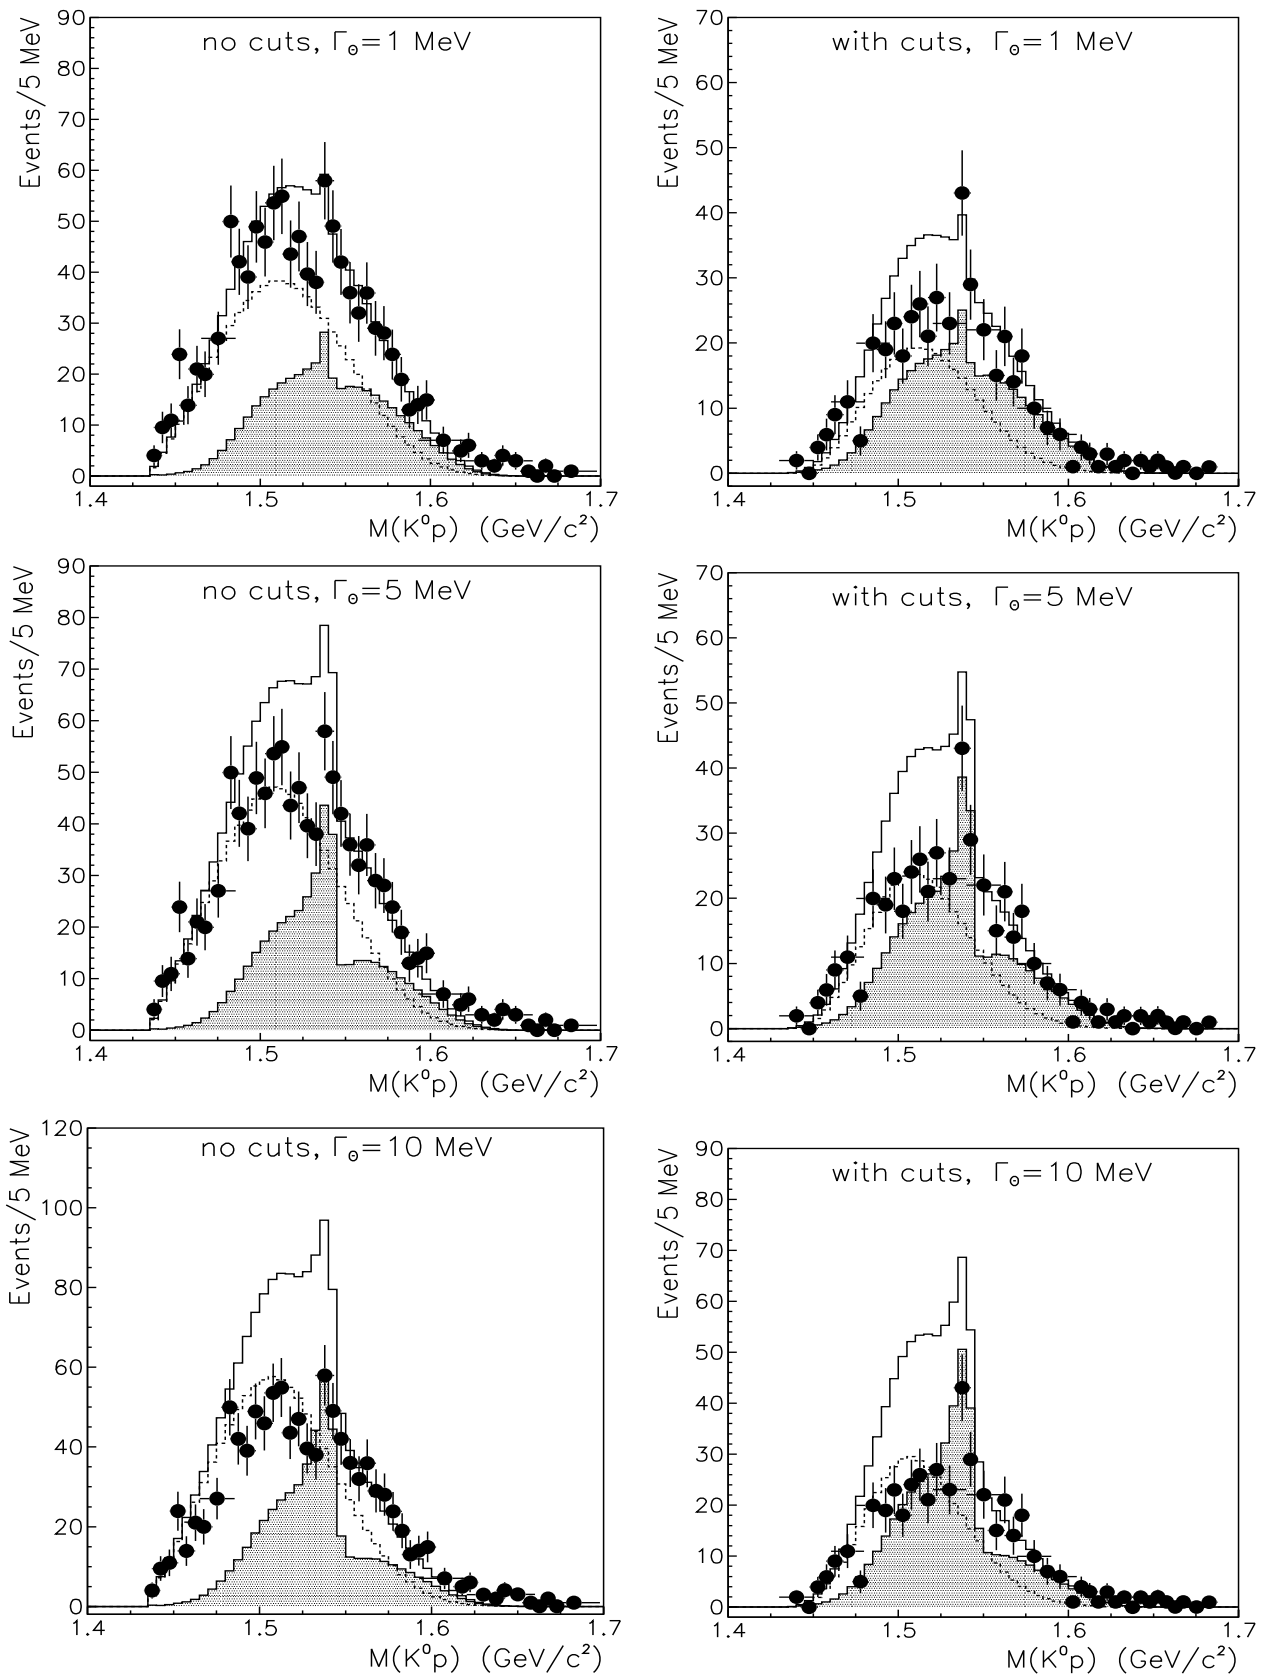 no cuts, Γ_Θ=1 MeV
Events/5 MeV
90
80
70
60
50
40
30
20
10
0
1.4 1.5 1.6 1.7
M(K⁰p) (GeV/c²)
with cuts, Γ_Θ=1 MeV
Events/5 MeV
70
60
50
40
30
20
10
0
1.4 1.5 1.6 1.7
M(K⁰p) (GeV/c²)
no cuts, Γ_Θ=5 MeV
Events/5 MeV
90
80
70
60
50
40
30
20
10
0
1.4 1.5 1.6 1.7
M(K⁰p) (GeV/c²)
with cuts, Γ_Θ=5 MeV
Events/5 MeV
70
60
50
40
30
20
10
0
1.4 1.5 1.6 1.7
M(K⁰p) (GeV/c²)
no cuts, Γ_Θ=10 MeV
Events/5 MeV
120
100
80
60
40
20
0
1.4 1.5 1.6 1.7
M(K⁰p) (GeV/c²)
with cuts, Γ_Θ=10 MeV
Events/5 MeV
90
80
70
60
50
40
30
20
10
0
1.4 1.5 1.6 1.7
M(K⁰p) (GeV/c²)